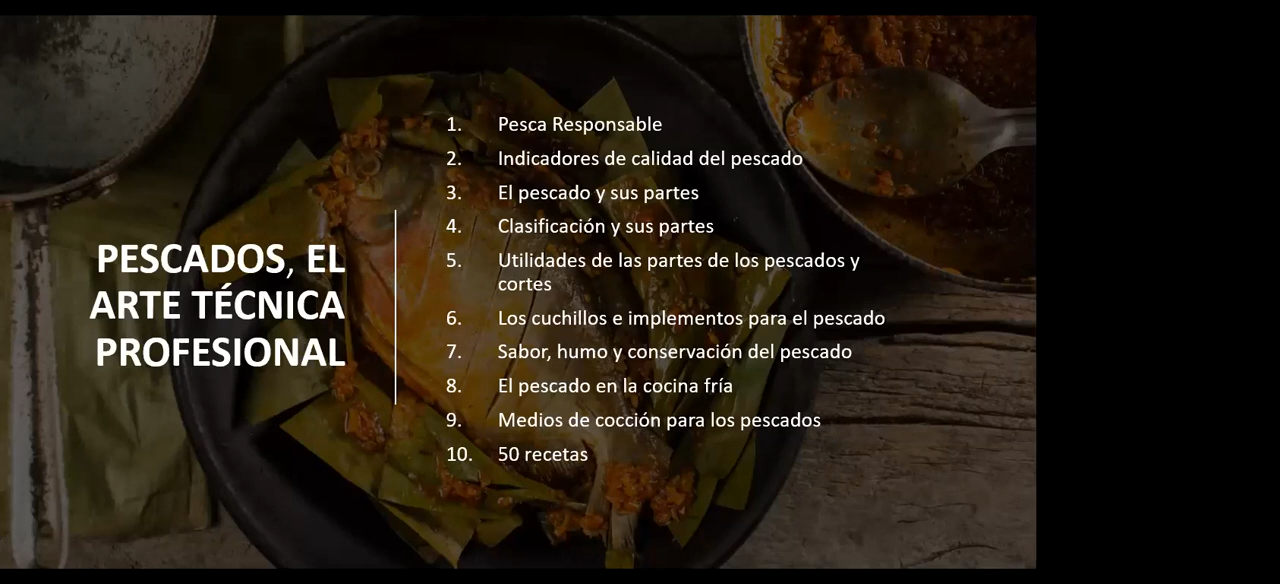 PESCADOS, EL
ARTE TÉCNICA
PROFESIONAL
1. Pesca Responsable
2. Indicadores de calidad del pescado
3. El pescado y sus partes
4. Clasificación y sus partes
5. Utilidades de las partes de los pescados y
cortes
6. Los cuchillos e implementos para el pescado
7. Sabor, humo y conservación del pescado
8. El pescado en la cocina fría
9. Medios de cocción para los pescados
10. 50 recetas